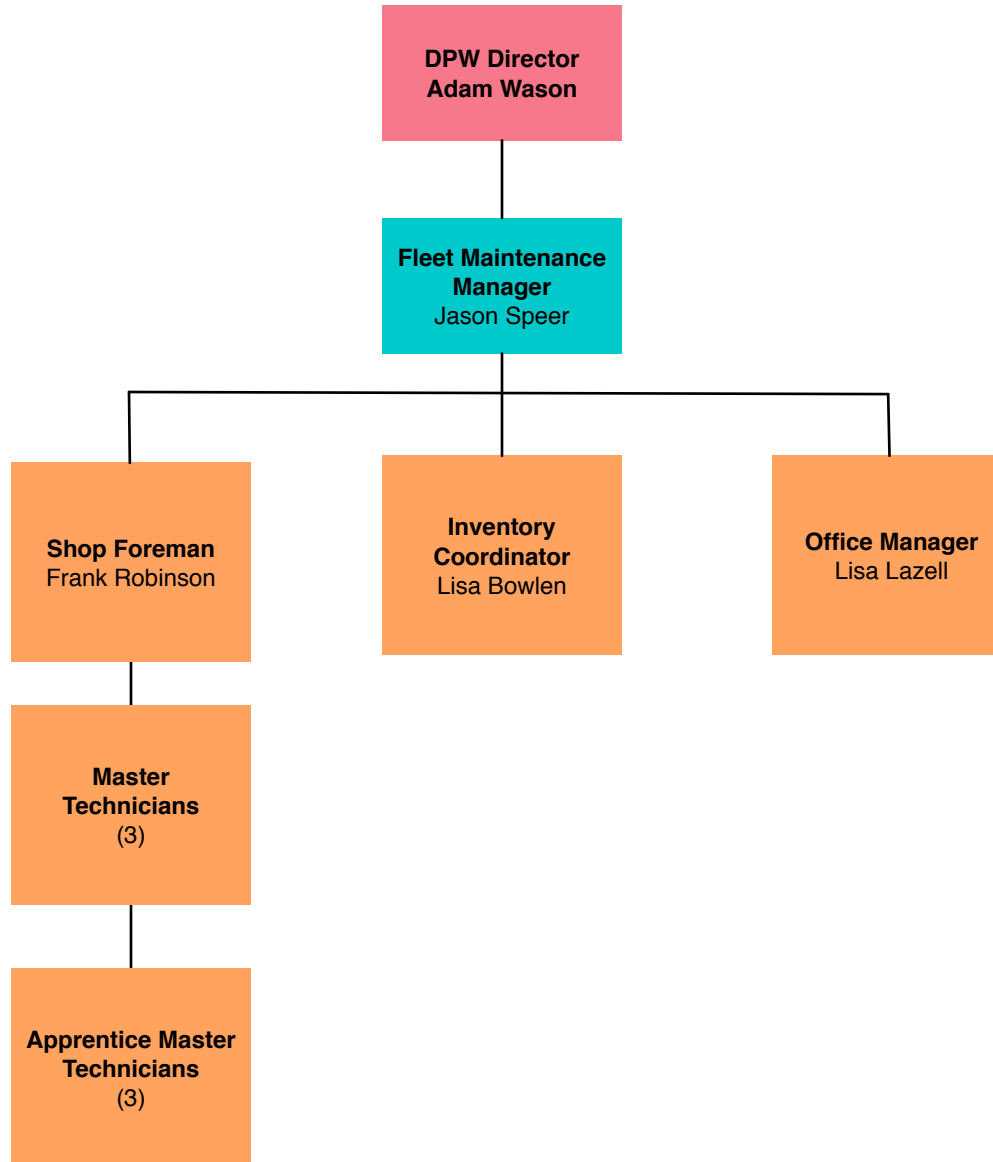 DPW Director
Adam Wason
Fleet Maintenance
Manager
Jason Speer
Shop Foreman
Frank Robinson
Inventory
Coordinator
Lisa Bowlen
Office Manager
Lisa Lazell
Master
Technicians
(3)
Apprentice Master
Technicians
(3)